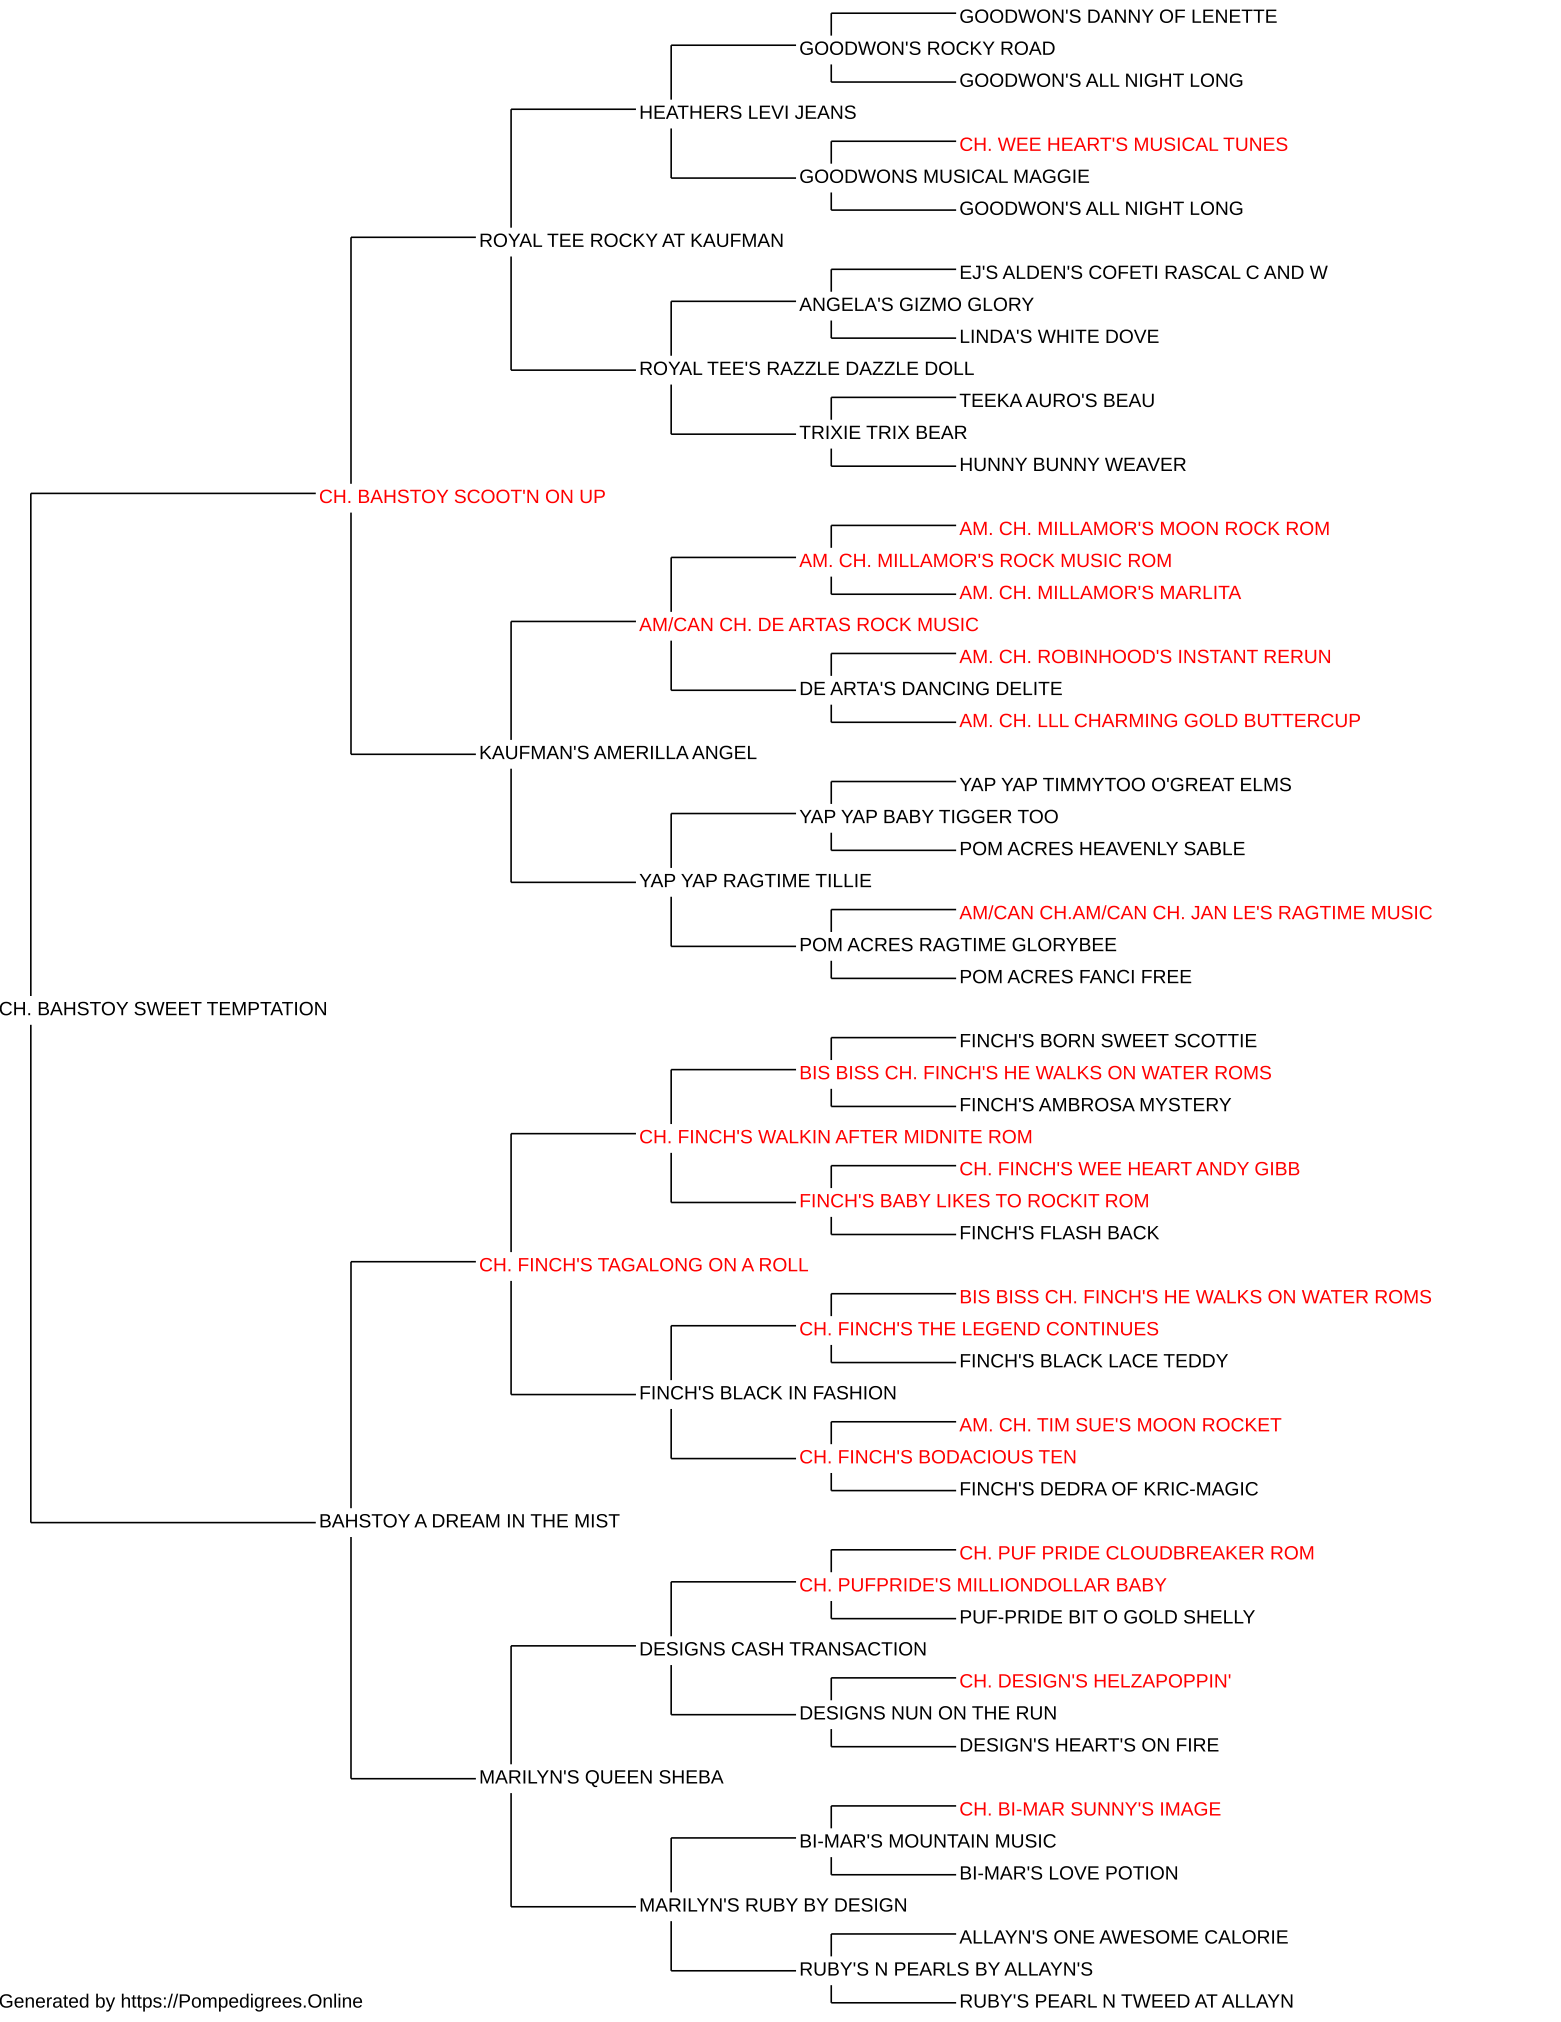 GOODWON'S DANNY OF LENETTE
GOODWON'S ROCKY ROAD
GOODWON'S ALL NIGHT LONG
HEATHERS LEVI JEANS
CH. WEE HEART'S MUSICAL TUNES
GOODWONS MUSICAL MAGGIE
GOODWON'S ALL NIGHT LONG
ROYAL TEE ROCKY AT KAUFMAN
EJ'S ALDEN'S COFETI RASCAL C AND W
ANGELA'S GIZMO GLORY
LINDA'S WHITE DOVE
ROYAL TEE'S RAZZLE DAZZLE DOLL
TEEKA AURO'S BEAU
TRIXIE TRIX BEAR
HUNNY BUNNY WEAVER
CH. BAHSTOY SCOOT'N ON UP
AM. CH. MILLAMOR'S MOON ROCK ROM
AM. CH. MILLAMOR'S ROCK MUSIC ROM
AM. CH. MILLAMOR'S MARLITA
AM/CAN CH. DE ARTAS ROCK MUSIC
AM. CH. ROBINHOOD'S INSTANT RERUN
DE ARTA'S DANCING DELITE
AM. CH. LLL CHARMING GOLD BUTTERCUP
KAUFMAN'S AMERILLA ANGEL
YAP YAP TIMMYTOO O'GREAT ELMS
YAP YAP BABY TIGGER TOO
POM ACRES HEAVENLY SABLE
YAP YAP RAGTIME TILLIE
AM/CAN CH.AM/CAN CH. JAN LE'S RAGTIME MUSIC
POM ACRES RAGTIME GLORYBEE
POM ACRES FANCI FREE
CH. BAHSTOY SWEET TEMPTATION
FINCH'S BORN SWEET SCOTTIE
BIS BISS CH. FINCH'S HE WALKS ON WATER ROMS
FINCH'S AMBROSA MYSTERY
CH. FINCH'S WALKIN AFTER MIDNITE ROM
CH. FINCH'S WEE HEART ANDY GIBB
FINCH'S BABY LIKES TO ROCKIT ROM
FINCH'S FLASH BACK
CH. FINCH'S TAGALONG ON A ROLL
BIS BISS CH. FINCH'S HE WALKS ON WATER ROMS
CH. FINCH'S THE LEGEND CONTINUES
FINCH'S BLACK LACE TEDDY
FINCH'S BLACK IN FASHION
AM. CH. TIM SUE'S MOON ROCKET
CH. FINCH'S BODACIOUS TEN
FINCH'S DEDRA OF KRIC-MAGIC
BAHSTOY A DREAM IN THE MIST
CH. PUF PRIDE CLOUDBREAKER ROM
CH. PUFPRIDE'S MILLIONDOLLAR BABY
PUF-PRIDE BIT O GOLD SHELLY
DESIGNS CASH TRANSACTION
CH. DESIGN'S HELZAPOPPIN'
DESIGNS NUN ON THE RUN
DESIGN'S HEART'S ON FIRE
MARILYN'S QUEEN SHEBA
CH. BI-MAR SUNNY'S IMAGE
BI-MAR'S MOUNTAIN MUSIC
BI-MAR'S LOVE POTION
MARILYN'S RUBY BY DESIGN
ALLAYN'S ONE AWESOME CALORIE
RUBY'S N PEARLS BY ALLAYN'S
RUBY'S PEARL N TWEED AT ALLAYN
Generated by https://Pompedigrees.Online